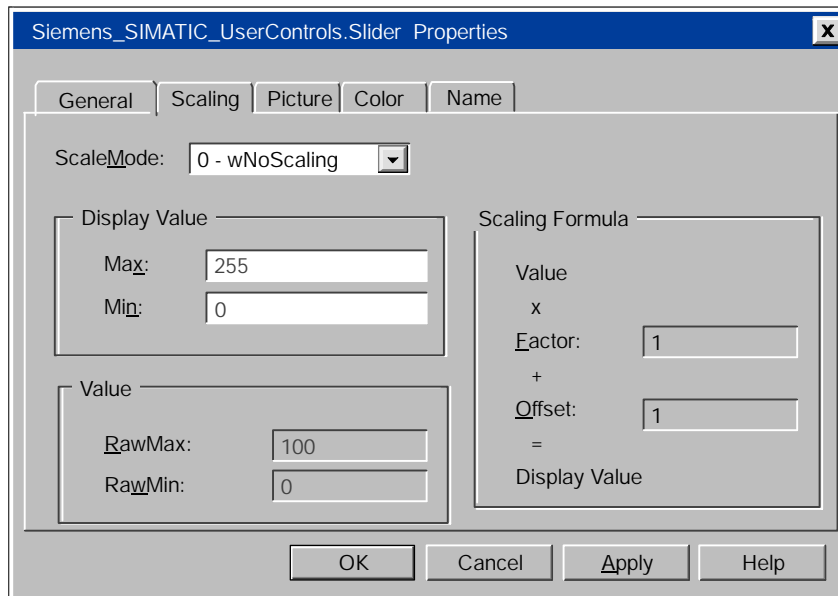 Siemens_SIMATIC_UserControls.Slider Properties x
General Scaling Picture Color Name
ScaleMode: 0 - wNoScaling
Display Value
Max: 255
Min: 0
Value
RawMax: 100
RawMin: 0
Scaling Formula
Value
x
Factor: 1
+
Offset: 1
=
Display Value
OK Cancel Apply Help